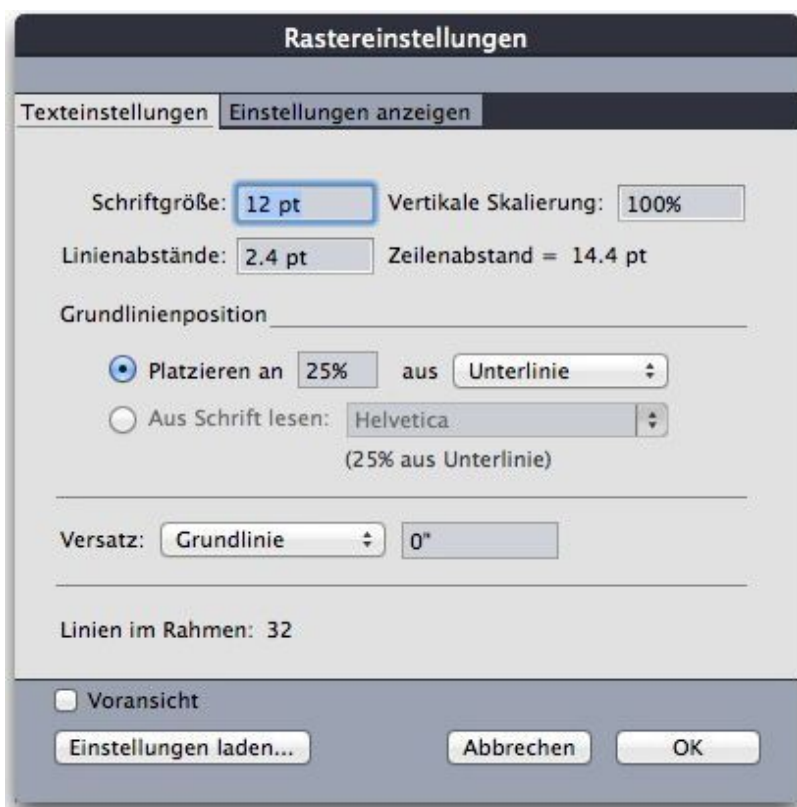 Rastereinstellungen
Texteinstellungen Einstellungen anzeigen
Schriftgröße: 12 pt Vertikale Skalierung: 100%
Linienabstände: 2.4 pt Zeilenabstand = 14.4 pt
Grundlinienposition
Platzieren an 25% aus Unterlinie
Aus Schrift lesen: Helvetica
(25% aus Unterlinie)
Versatz: Grundlinie 0"
Linien im Rahmen: 32
Voransicht
Einstellungen laden... Abbrechen OK